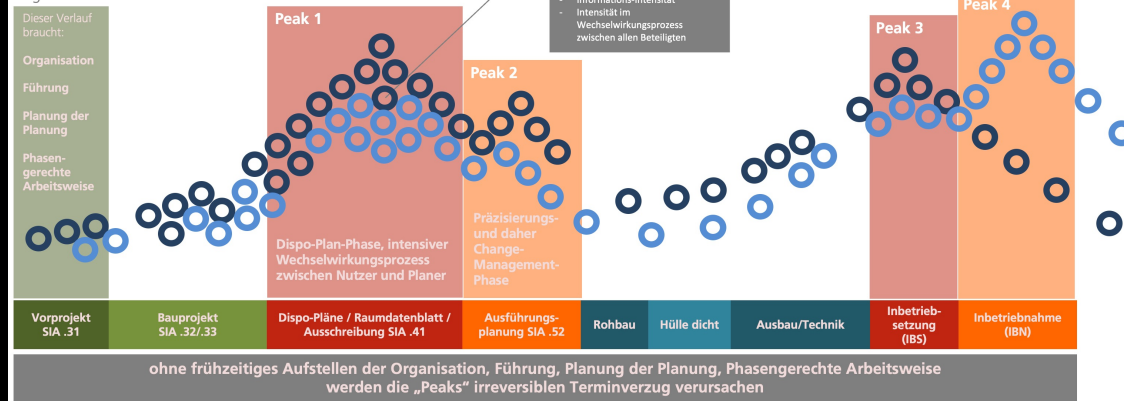 Dieser Verlauf
braucht:
Organisation
Führung
Planung der
Planung
Phasen-
gerechte
Arbeitsweise
Peak 1
Informations-Intensität
- Intensität im
Wechselwirkungsprozess
zwischen allen Beteiligten
Peak 2
Peak 3
Peak 4
Dispo-Plan-Phase, intensiver
Wechselwirkungsprozess
zwischen Nutzer und Planer
Präzisierungs-
und daher
Change-
Management-
Phase
Vorprojekt
SIA .31
Bauprojekt
SIA .32/.33
Dispo-Pläne / Raumdatenblatt /
Ausschreibung SIA .41
Ausführungs-
planung SIA .52
Rohbau
Hülle dicht
Ausbau/Technik
Inbetrieb-
setzung
(IBS)
Inbetriebnahme
(IBN)
ohne frühzeitiges Aufstellen der Organisation, Führung, Planung der Planung, Phasengerechte Arbeitsweise
werden die „Peaks“ irreversiblen Terminverzug verursachen